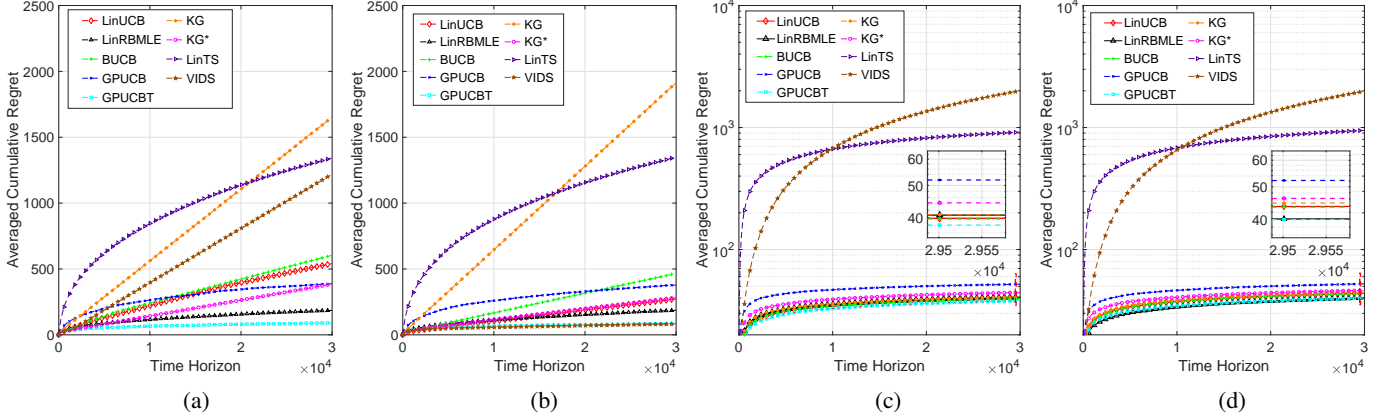 LinUCB KG
LinRBMLE KG*
BUCB LinTS
GPUCB VIDS
GPUCBT
2500
2000
1500
1000
500
0
Averaged Cumulative Regret
0 1 2 3
Time Horizon ×10^4
(a)
LinUCB KG
LinRBMLE KG*
BUCB LinTS
GPUCB VIDS
GPUCBT
2500
2000
1500
1000
500
0
Averaged Cumulative Regret
0 1 2 3
Time Horizon ×10^4
(b)
LinUCB KG
LinRBMLE KG*
BUCB LinTS
GPUCB VIDS
GPUCBT
10^4
10^3
10^2
Averaged Cumulative Regret
60
50
40
2.95 2.955
×10^4
0 1 2 3
Time Horizon ×10^4
(c)
LinUCB KG
LinRBMLE KG*
BUCB LinTS
GPUCB VIDS
GPUCBT
10^4
10^3
10^2
Averaged Cumulative Regret
60
50
40
2.95 2.955
×10^4
0 1 2 3
Time Horizon ×10^4
(d)